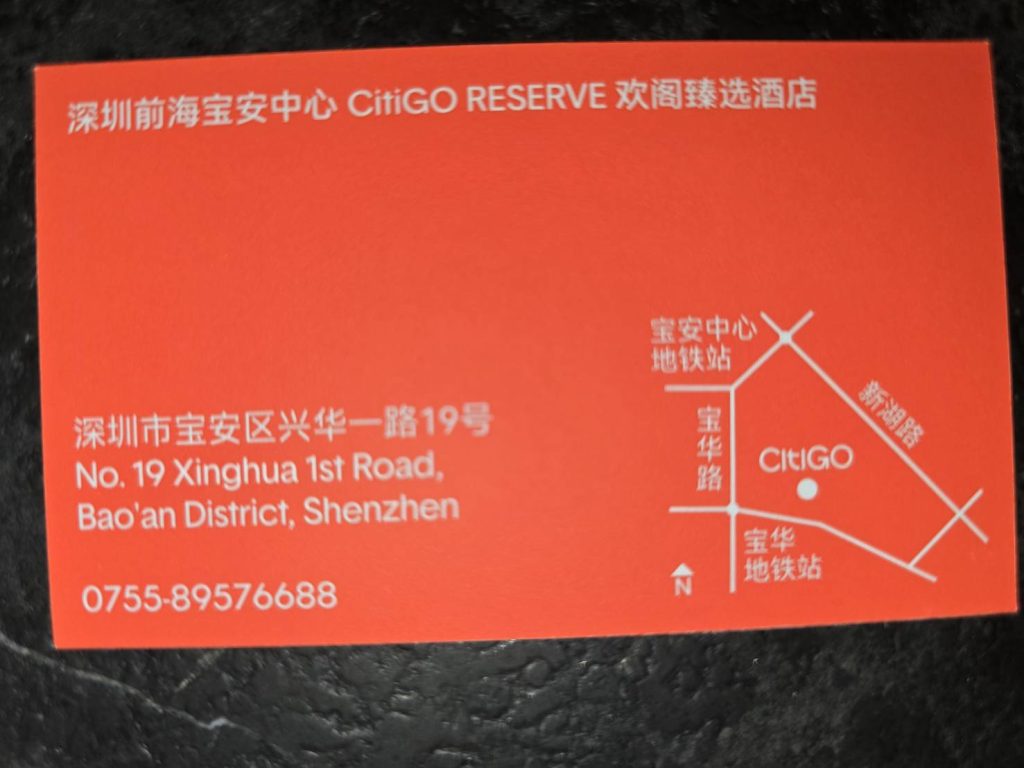 深圳前海宝安中心 CitiGO RESERVE 欢阁臻选酒店
深圳市宝安区兴华一路19号
No. 19 Xinghua 1st Road,
Bao'an District, Shenzhen
0755-89576688
宝安中心
地铁站
宝华路
新湖路
CitiGO
宝华
地铁站
N